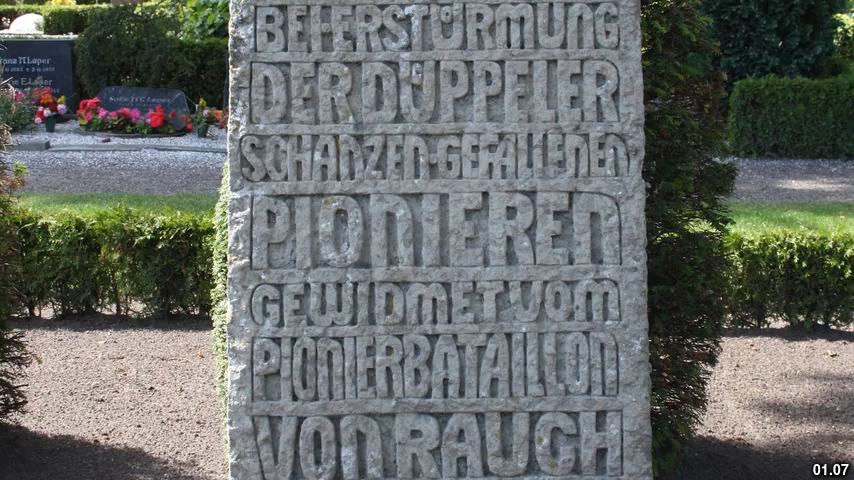 BEI ERSTÜRMUNG
DER DÜPPELER
SCHANZEN·GEFALLENEN
PIONIEREN
GEWIDMET VOM
PIONIERBATAILLON
VON RAUCH
01.07